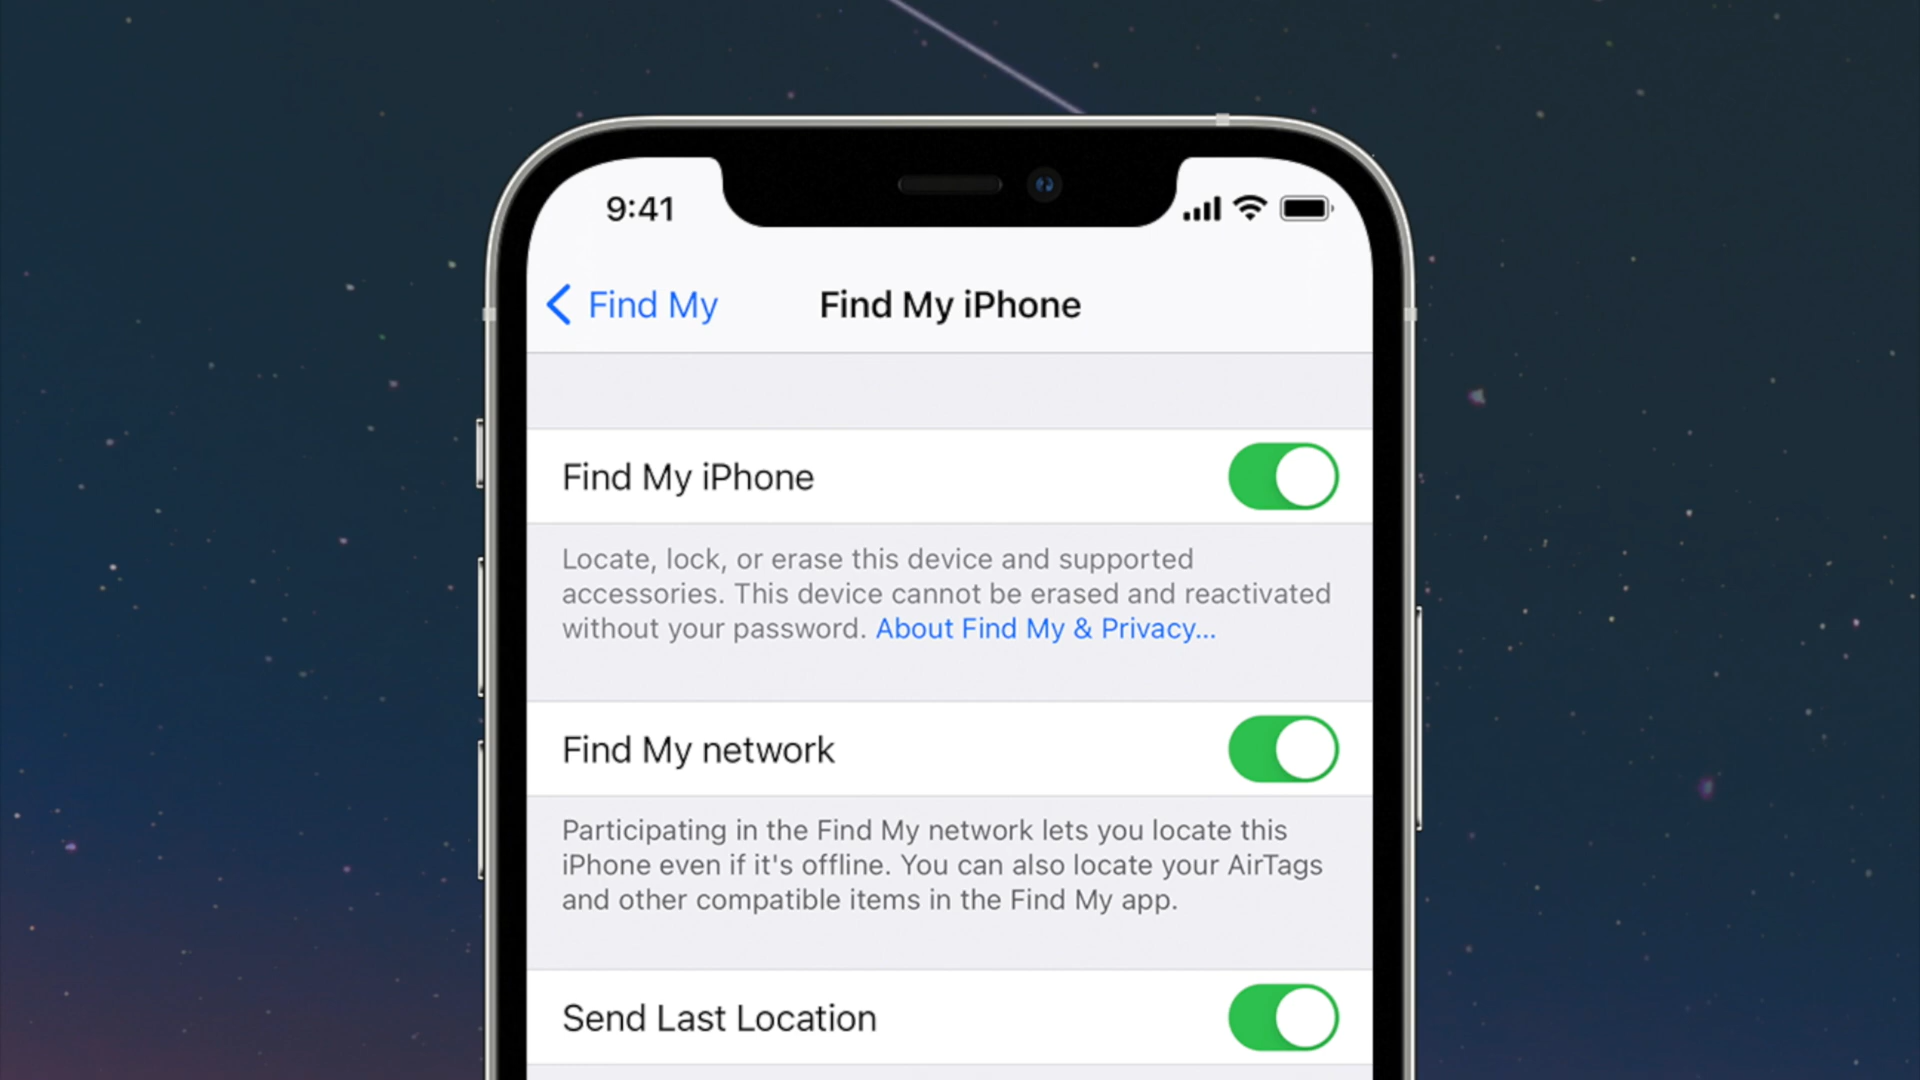 9:41
Find My
Find My iPhone
Find My iPhone
Locate, lock, or erase this device and supported
accessories. This device cannot be erased and reactivated
without your password. About Find My & Privacy...
Find My network
Participating in the Find My network lets you locate this
iPhone even if it's offline. You can also locate your AirTags
and other compatible items in the Find My app.
Send Last Location